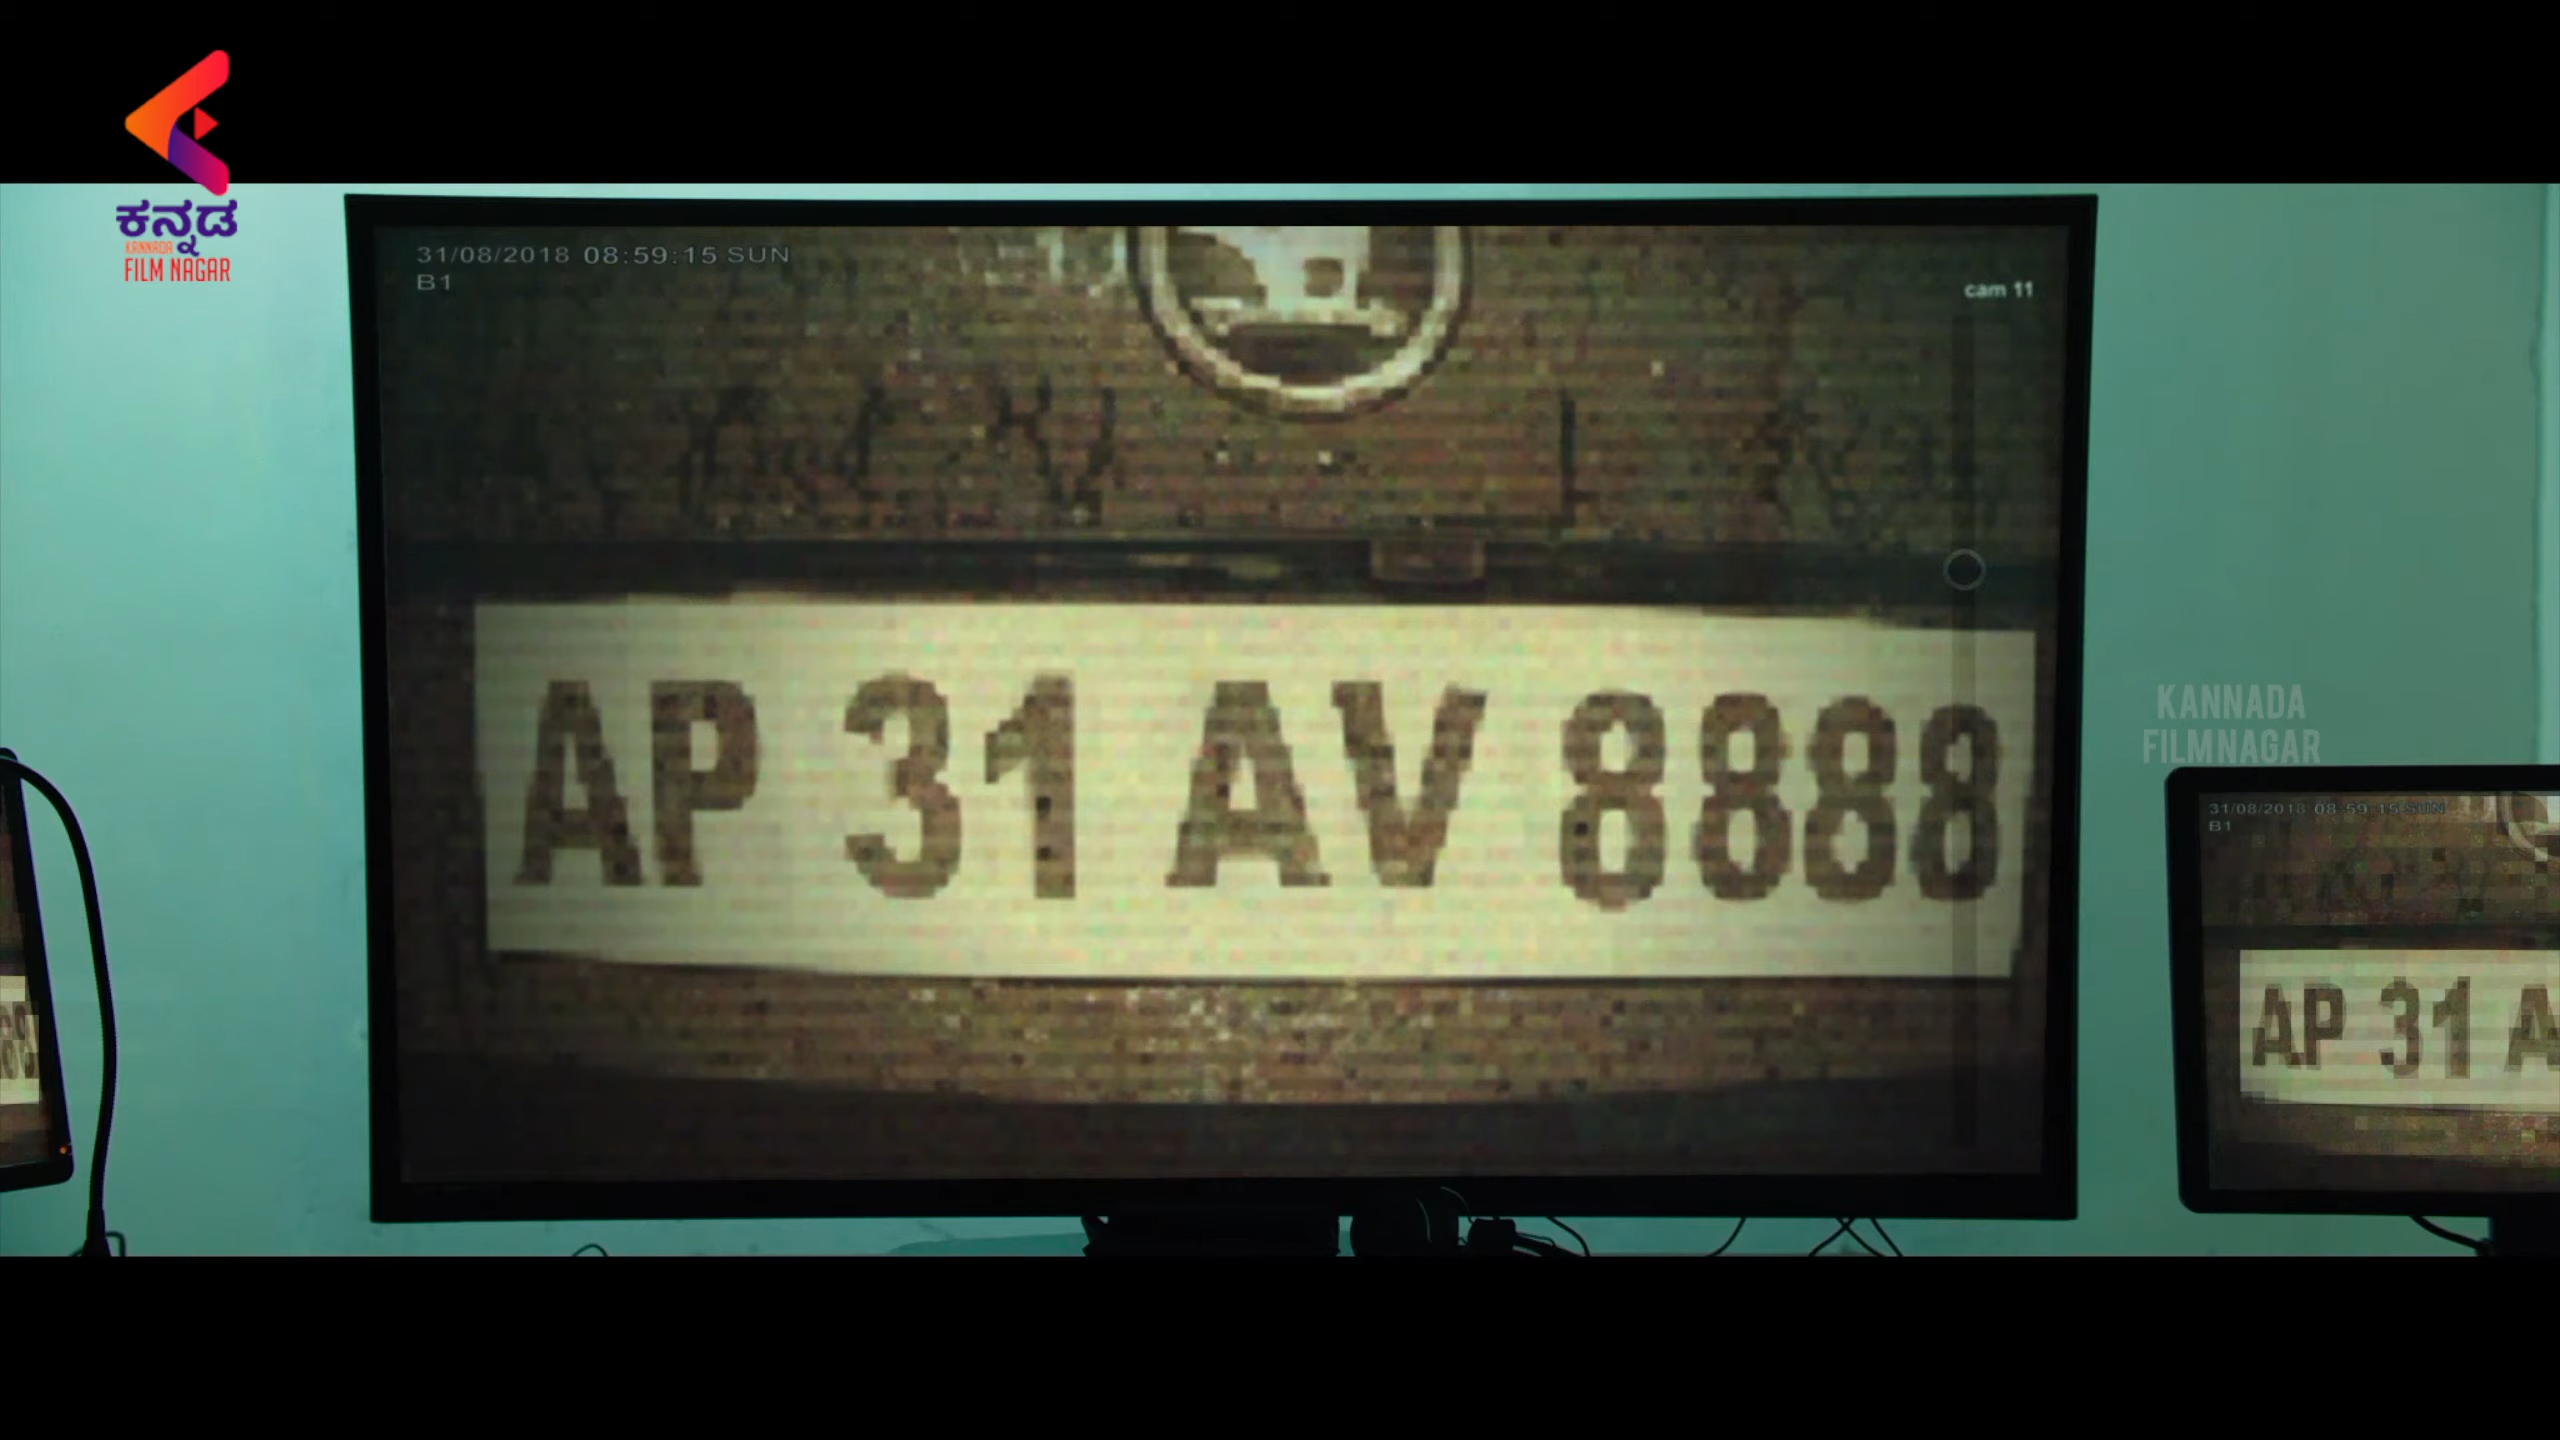 ಕನ್ನಡ
KANNADA
FILM NAGAR
31/08/2018 08:59:15 SUN
B1
cam 11
AP 31 AV 8888
KANNADA
FILMNAGAR
31/08/2018 08:59:15 SUN
B1
AP 31 A